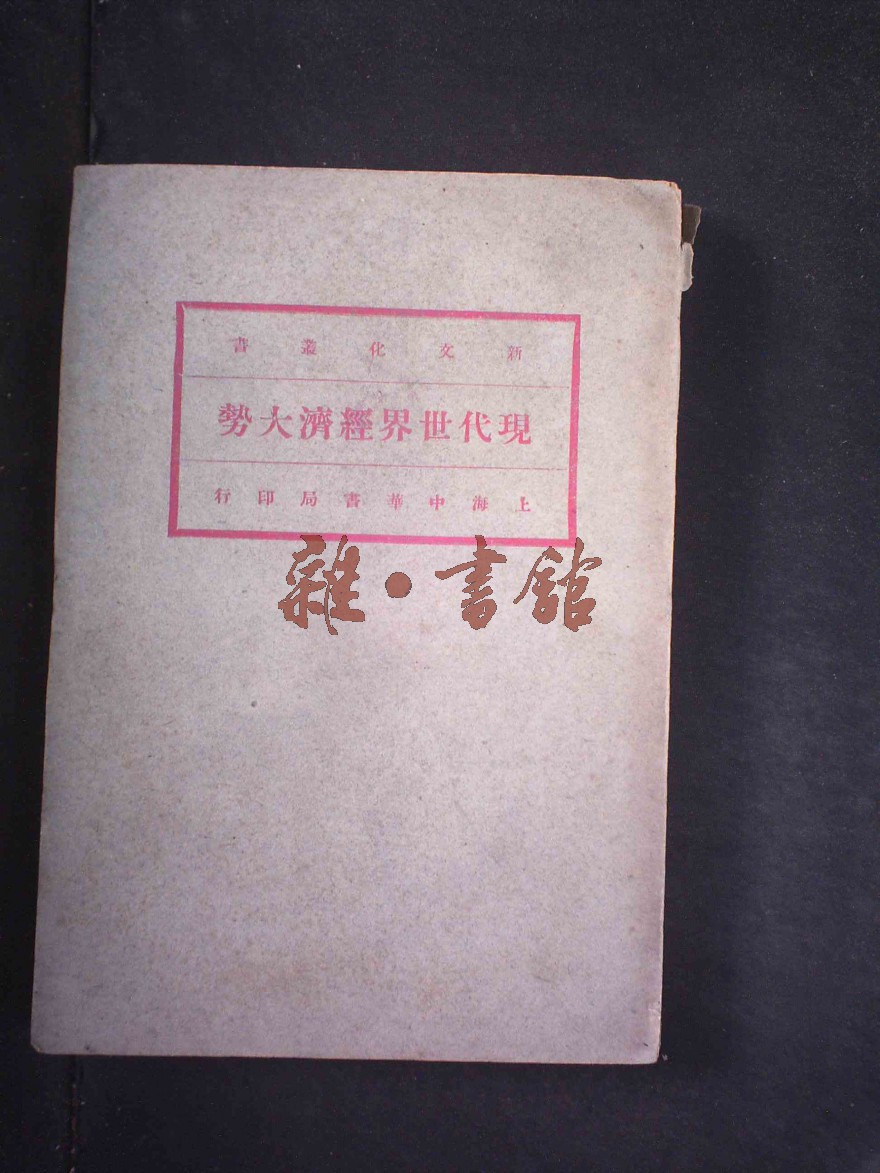 新文化叢書
現代世界經濟大勢
上海中華書局印行
雜·書館